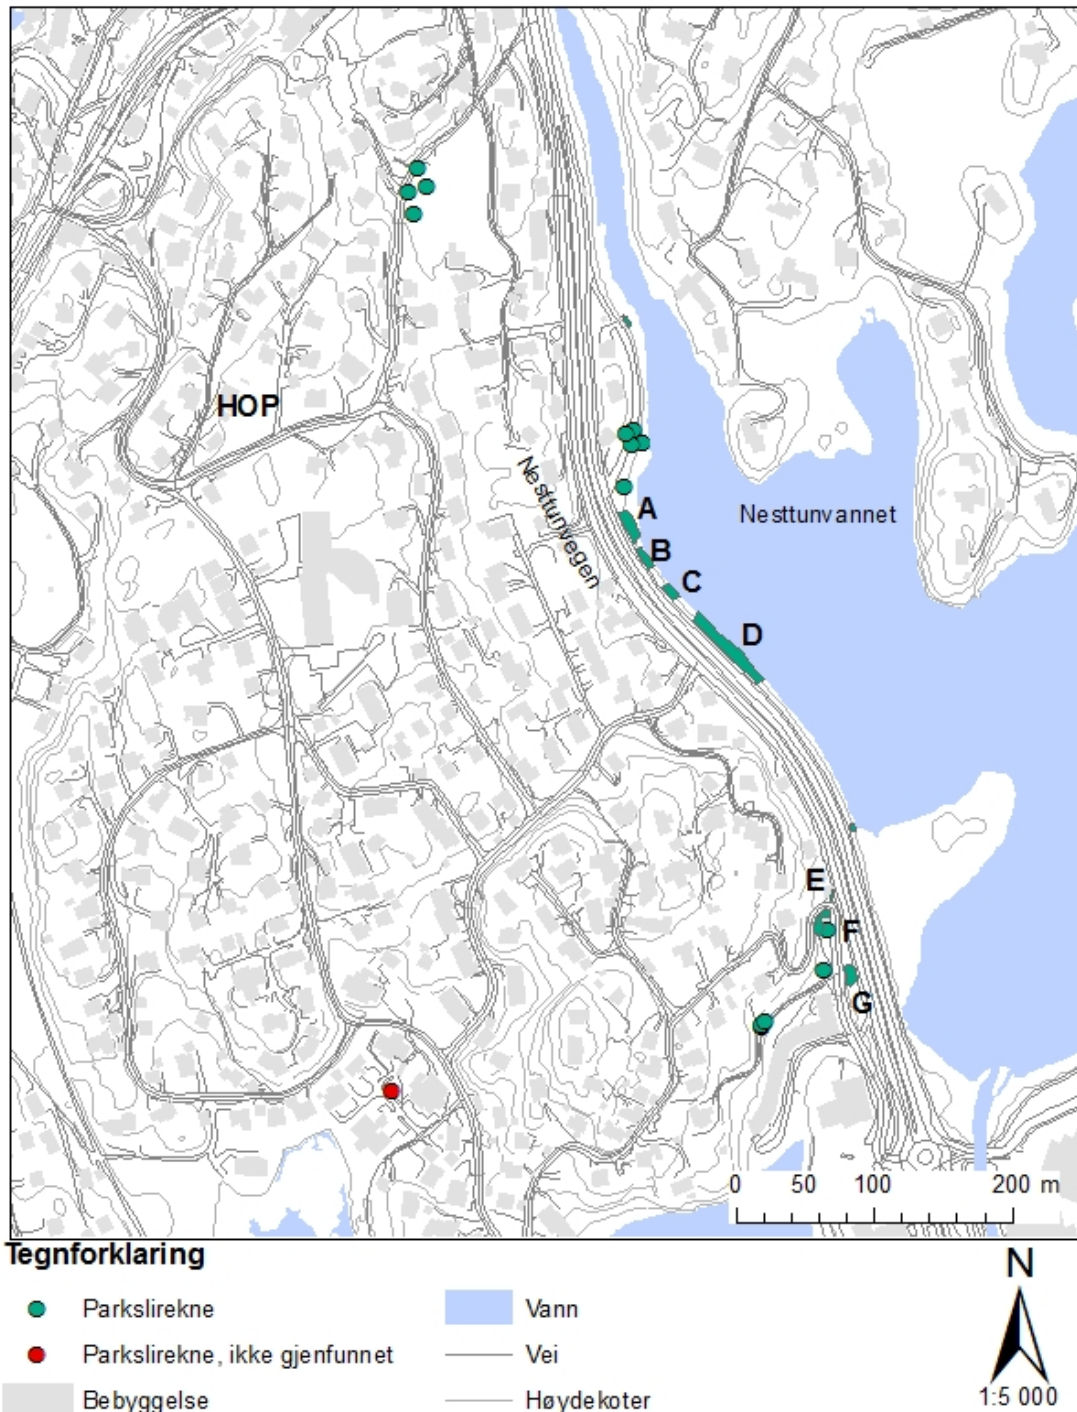 HOP
Nesttunvegen
Nesttunvannet
A
B
C
D
E
F
G
0 50 100 200 m
Tegnforklaring
Parkslirekne
Parkslirekne, ikke gjenfunnet
Bebyggelse
Vann
Vei
Høydekoter
N
1:5 000